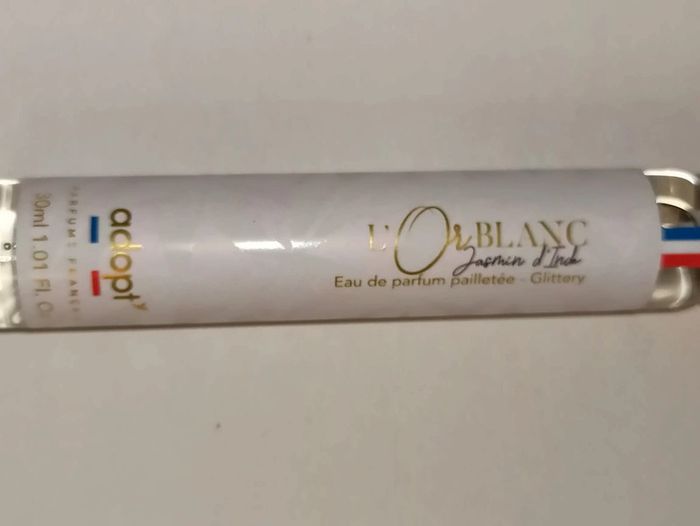 L'Or BLANC
Jasmin d'Inde
Eau de parfum pailletée - Glittery
adopt'
PARFUMS FRANCE
30ml 1.01 Fl.